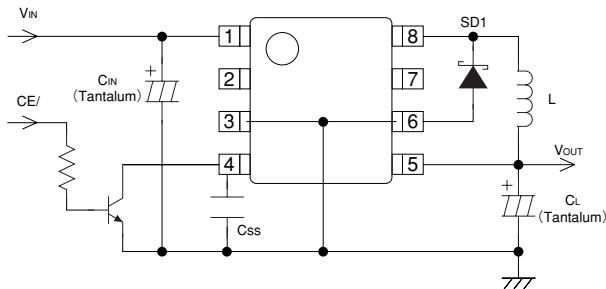 VIN
CE/
CIN
(Tantalum)
1
2
3
4
CSS
8
7
6
5
SD1
L
VOUT
CL
(Tantalum)
+
+